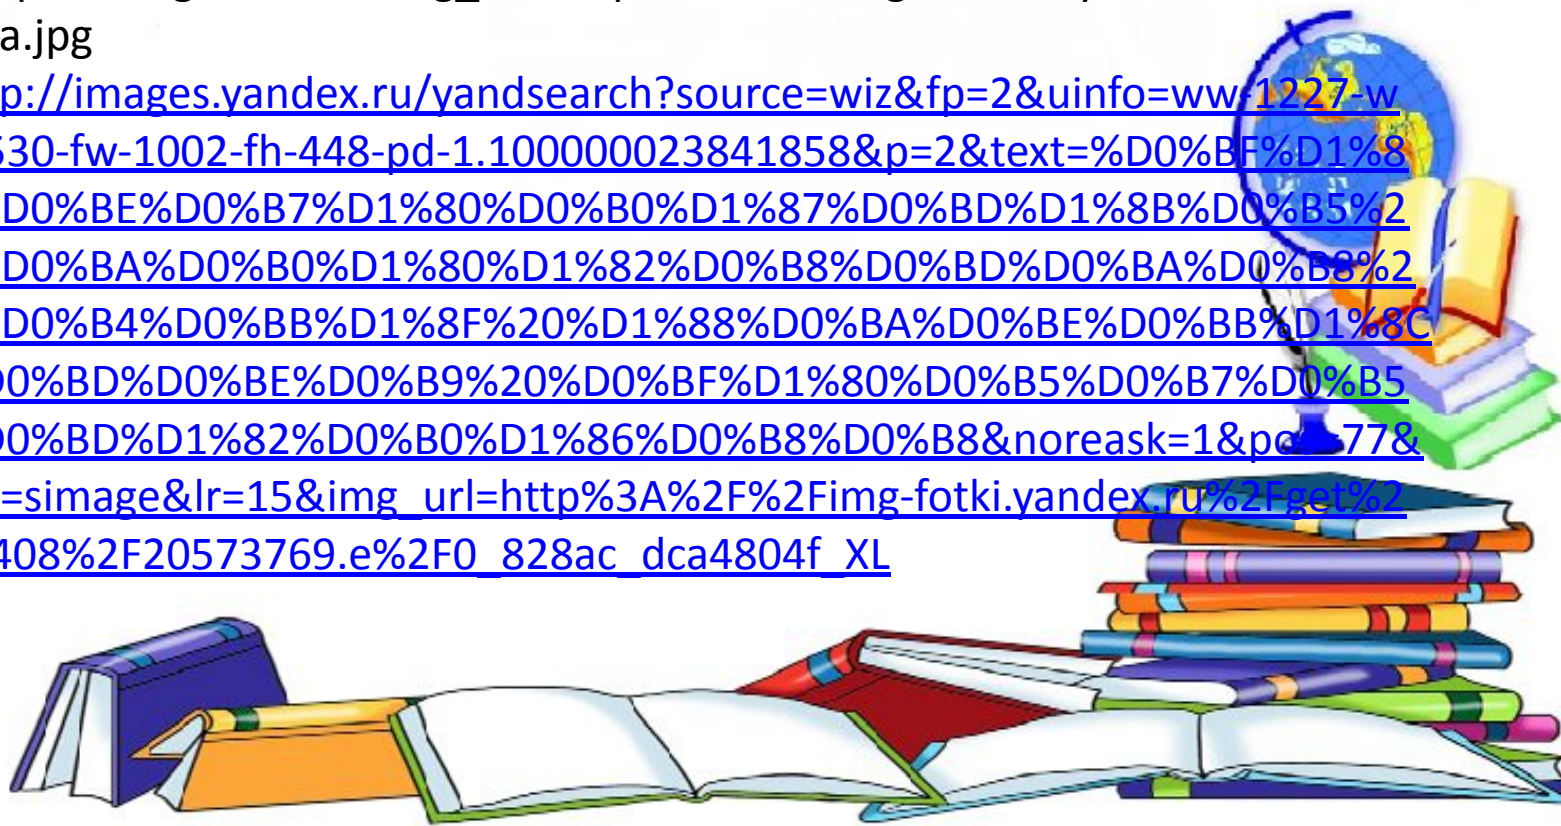 a.jpg
p://images.yandex.ru/yandsearch?source=wiz&fp=2&uinfo=ww-1227-w
530-fw-1002-fh-448-pd-1.100000023841858&p=2&text=%D0%BF%D1%8
D0%BE%D0%B7%D1%80%D0%B0%D1%87%D0%BD%D1%8B%D0%B5%2
D0%BA%D0%B0%D1%80%D1%82%D0%B8%D0%BD%D0%BA%D0%B8%2
D0%B4%D0%BB%D1%8F%20%D1%88%D0%BA%D0%BE%D0%BB%D1%8C
D0%BD%D0%BE%D0%B9%20%D0%BF%D1%80%D0%B5%D0%B7%D0%B5
D0%BD%D1%82%D0%B0%D1%86%D0%B8%D0%B8&noreask=1&pos=77&
=simage&lr=15&img_url=http%3A%2F%2Fimg-fotki.yandex.ru%2Fget%2
408%2F20573769.e%2F0_828ac_dca4804f_XL